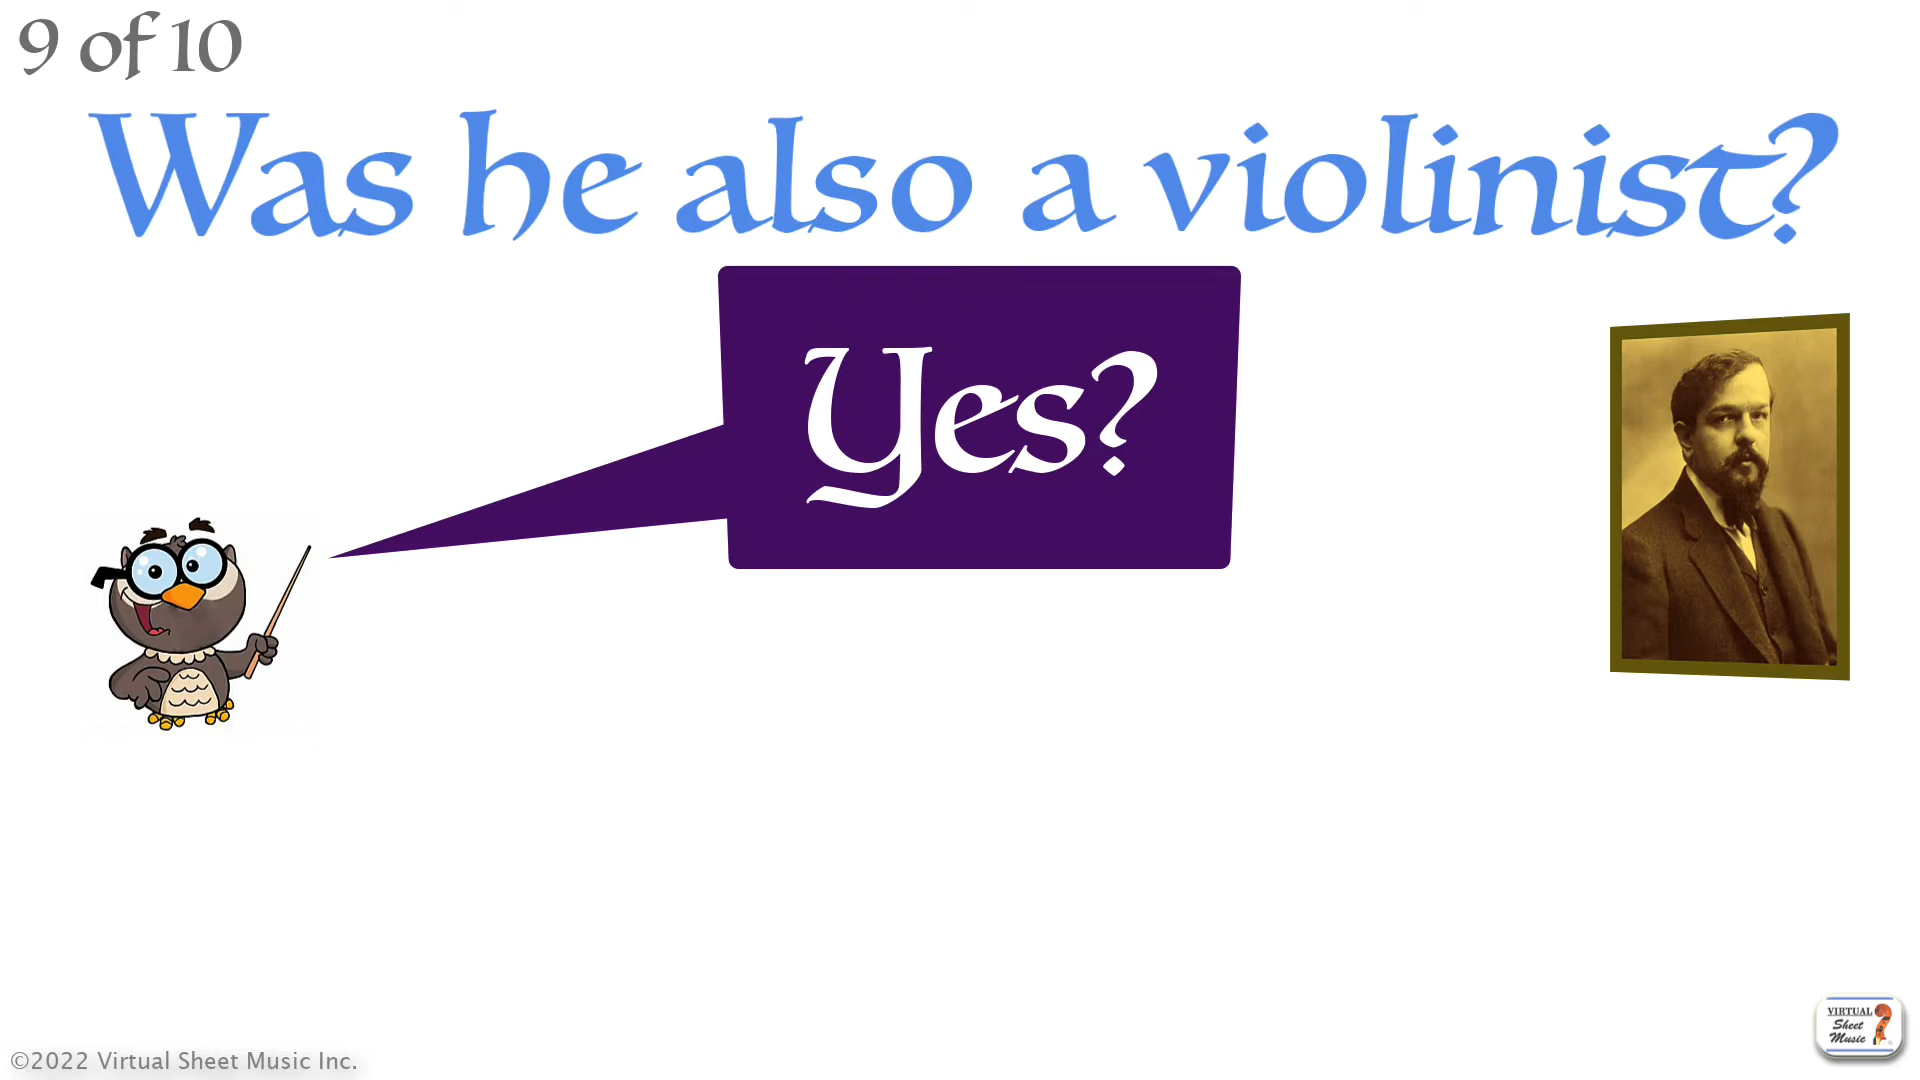 9 of 10
Was he also a violinist?
Yes?
VIRTUAL
Sheet
Music
©2022 Virtual Sheet Music Inc.